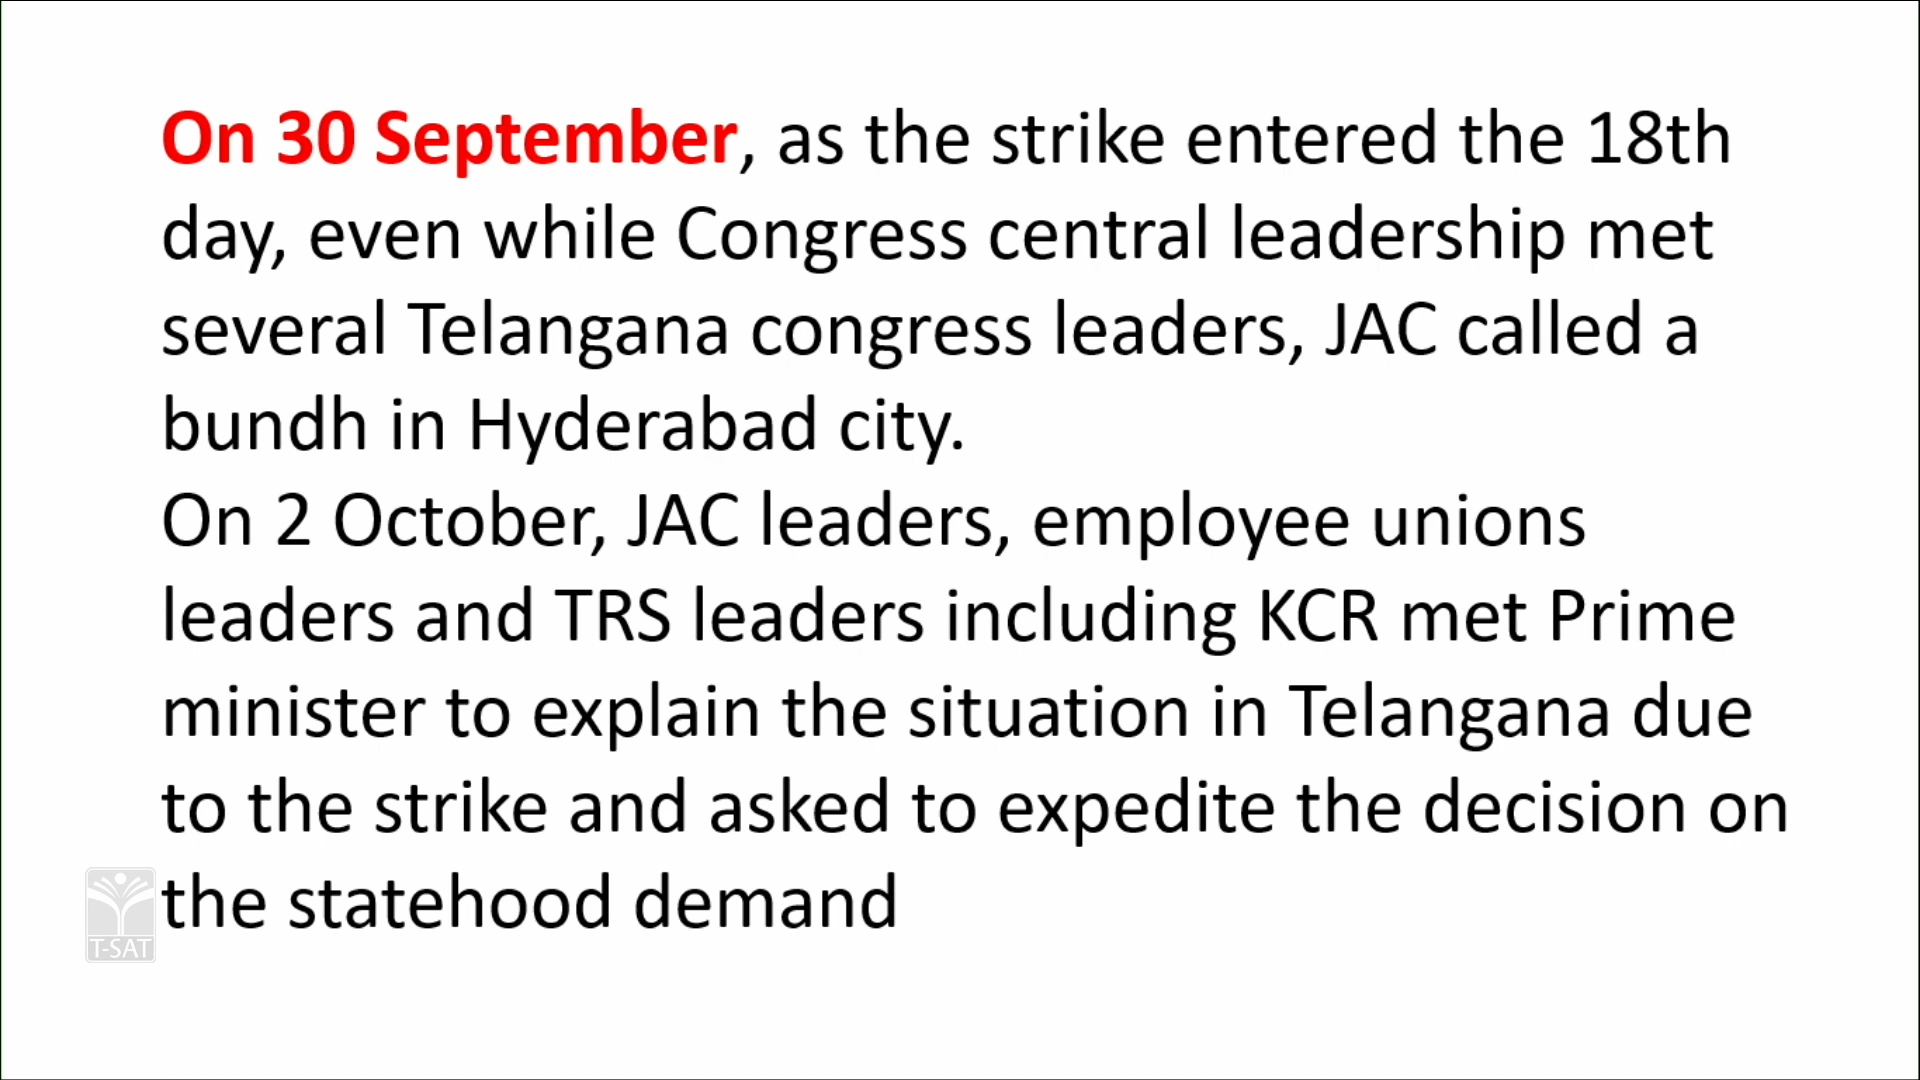 On 30 September, as the strike entered the 18th
day, even while Congress central leadership met
several Telangana congress leaders, JAC called a
bundh in Hyderabad city.
On 2 October, JAC leaders, employee unions
leaders and TRS leaders including KCR met Prime
minister to explain the situation in Telangana due
to the strike and asked to expedite the decision on
the statehood demand
T-SAT